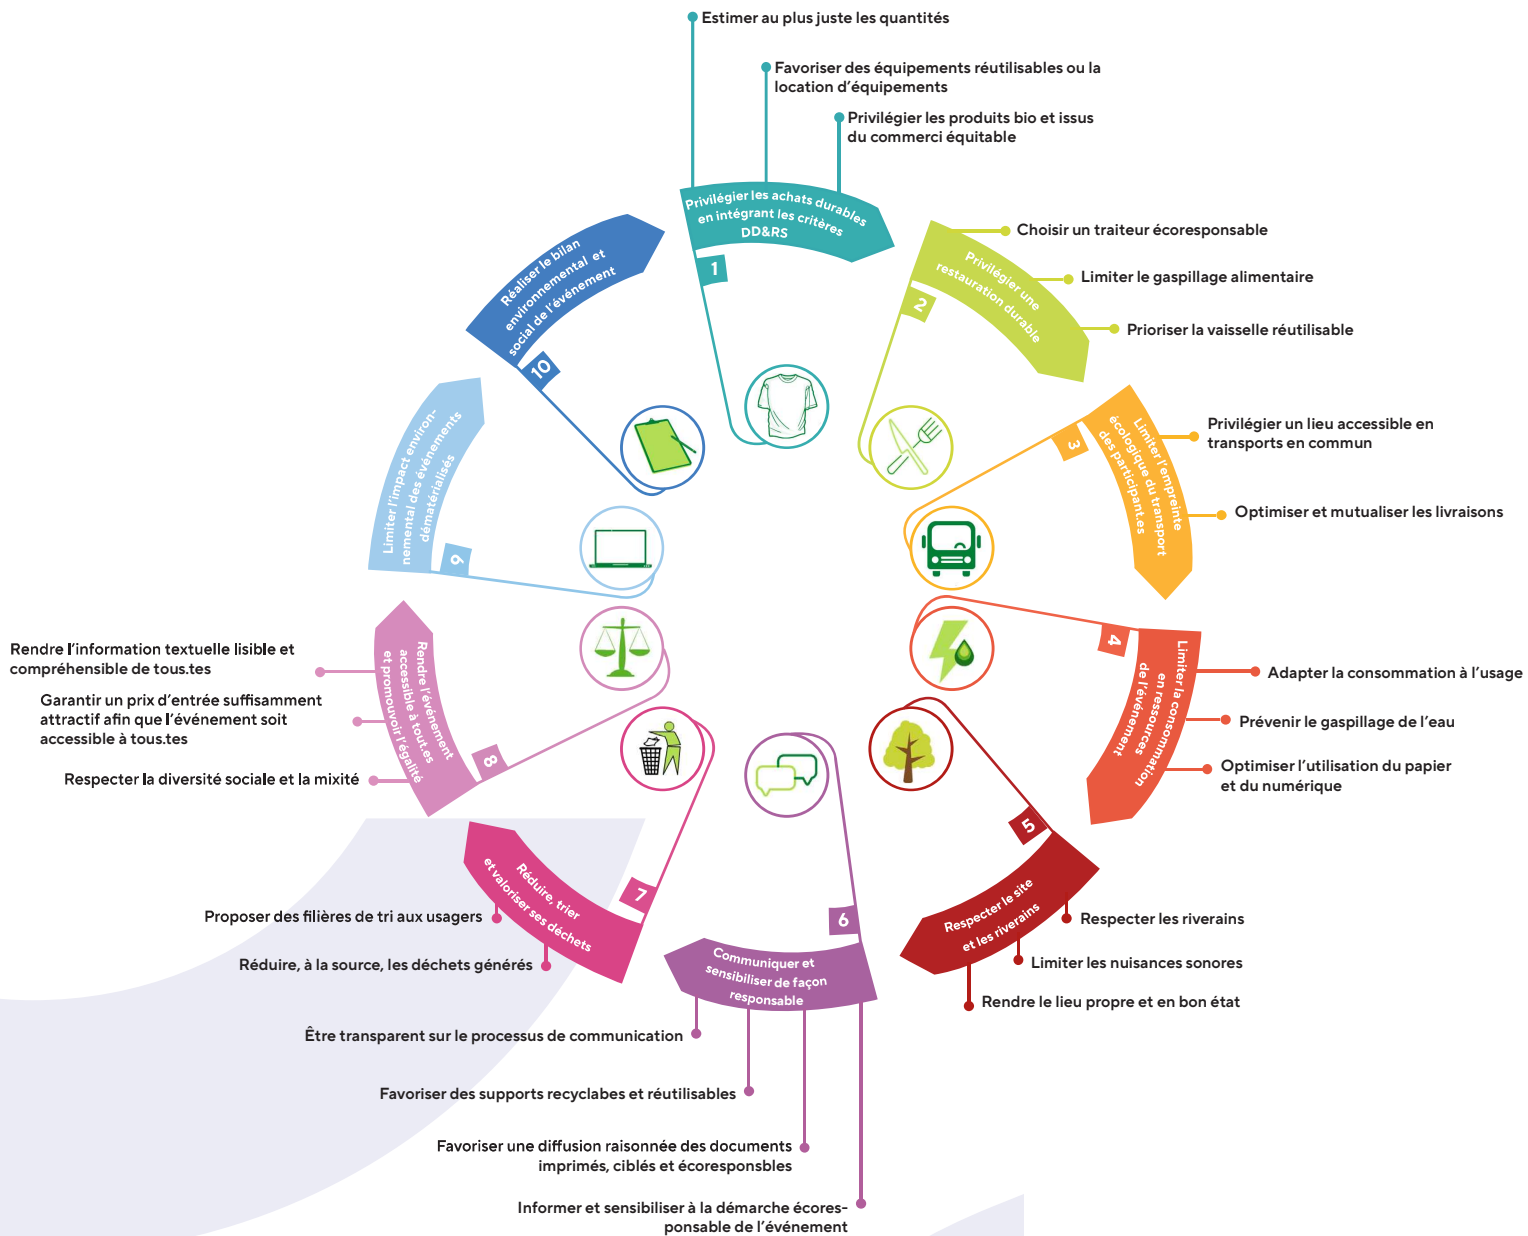 Estimer au plus juste les quantités
Favoriser des équipements réutilisables ou la
location d'équipements
Privilégier les produits bio et issus
du commerci équitable
Privilégier les achats durables
en intégrant les critères
DD&RS
1
Choisir un traiteur écoresponsable
Limiter le gaspillage alimentaire
Prioriser la vaisselle réutilisable
Privilégier une
restauration durable
2
Privilégier un lieu accessible en
transports en commun
Optimiser et mutualiser les livraisons
Limiter l'empreinte
écologique du transport
des participant.es
3
Limiter la consommation
en ressources
de l'événement
4
Adapter la consommation à l'usage
Prévenir le gaspillage de l'eau
Optimiser l'utilisation du papier
et du numérique
5
Respecter le site
et les riverains
Respecter les riverains
Limiter les nuisances sonores
Rendre le lieu propre et en bon état
6
Communiquer et
sensibiliser de façon
responsable
Être transparent sur le processus de communication
Favoriser des supports recyclabes et réutilisables
Favoriser une diffusion raisonnée des documents
imprimés, ciblés et écoresponsbles
Informer et sensibiliser à la démarche écores-
ponsable de l'événement
7
Réduire, trier
et valoriser ses déchets
Proposer des filières de tri aux usagers
Réduire, à la source, les déchets générés
8
Rendre l'événement
accessible à tout.es
et promouvoir l'égalité
Rendre l'information textuelle lisible et
compréhensible de tous.tes
Garantir un prix d'entrée suffisamment
attractif afin que l'événement soit
accessible à tous.tes
Respecter la diversité sociale et la mixité
9
Limiter l'impact environ-
nemental des événements
dématérialisés
10
Réaliser le bilan
environnemental et
social de l'événement